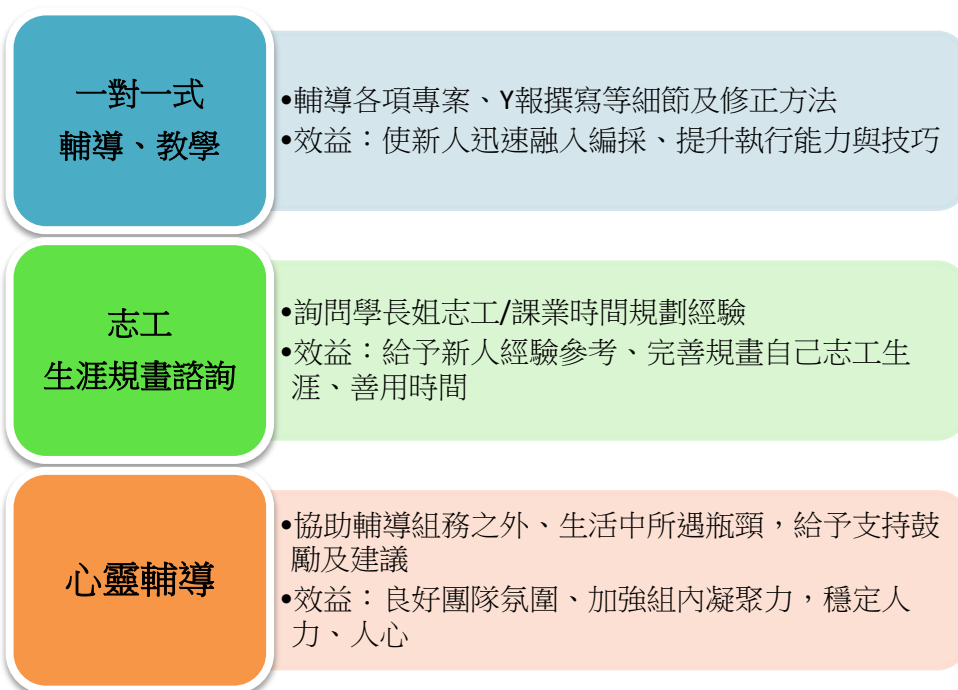 一對一式
輔導、教學
•輔導各項專案、Y報撰寫等細節及修正方法
•效益：使新人迅速融入編採、提升執行能力與技巧
志工
生涯規畫諮詢
•詢問學長姐志工/課業時間規劃經驗
•效益：給予新人經驗參考、完善規畫自己志工生
涯、善用時間
心靈輔導
•協助輔導組務之外、生活中所遇瓶頸，給予支持鼓
勵及建議
•效益：良好團隊氛圍、加強組內凝聚力，穩定人
力、人心